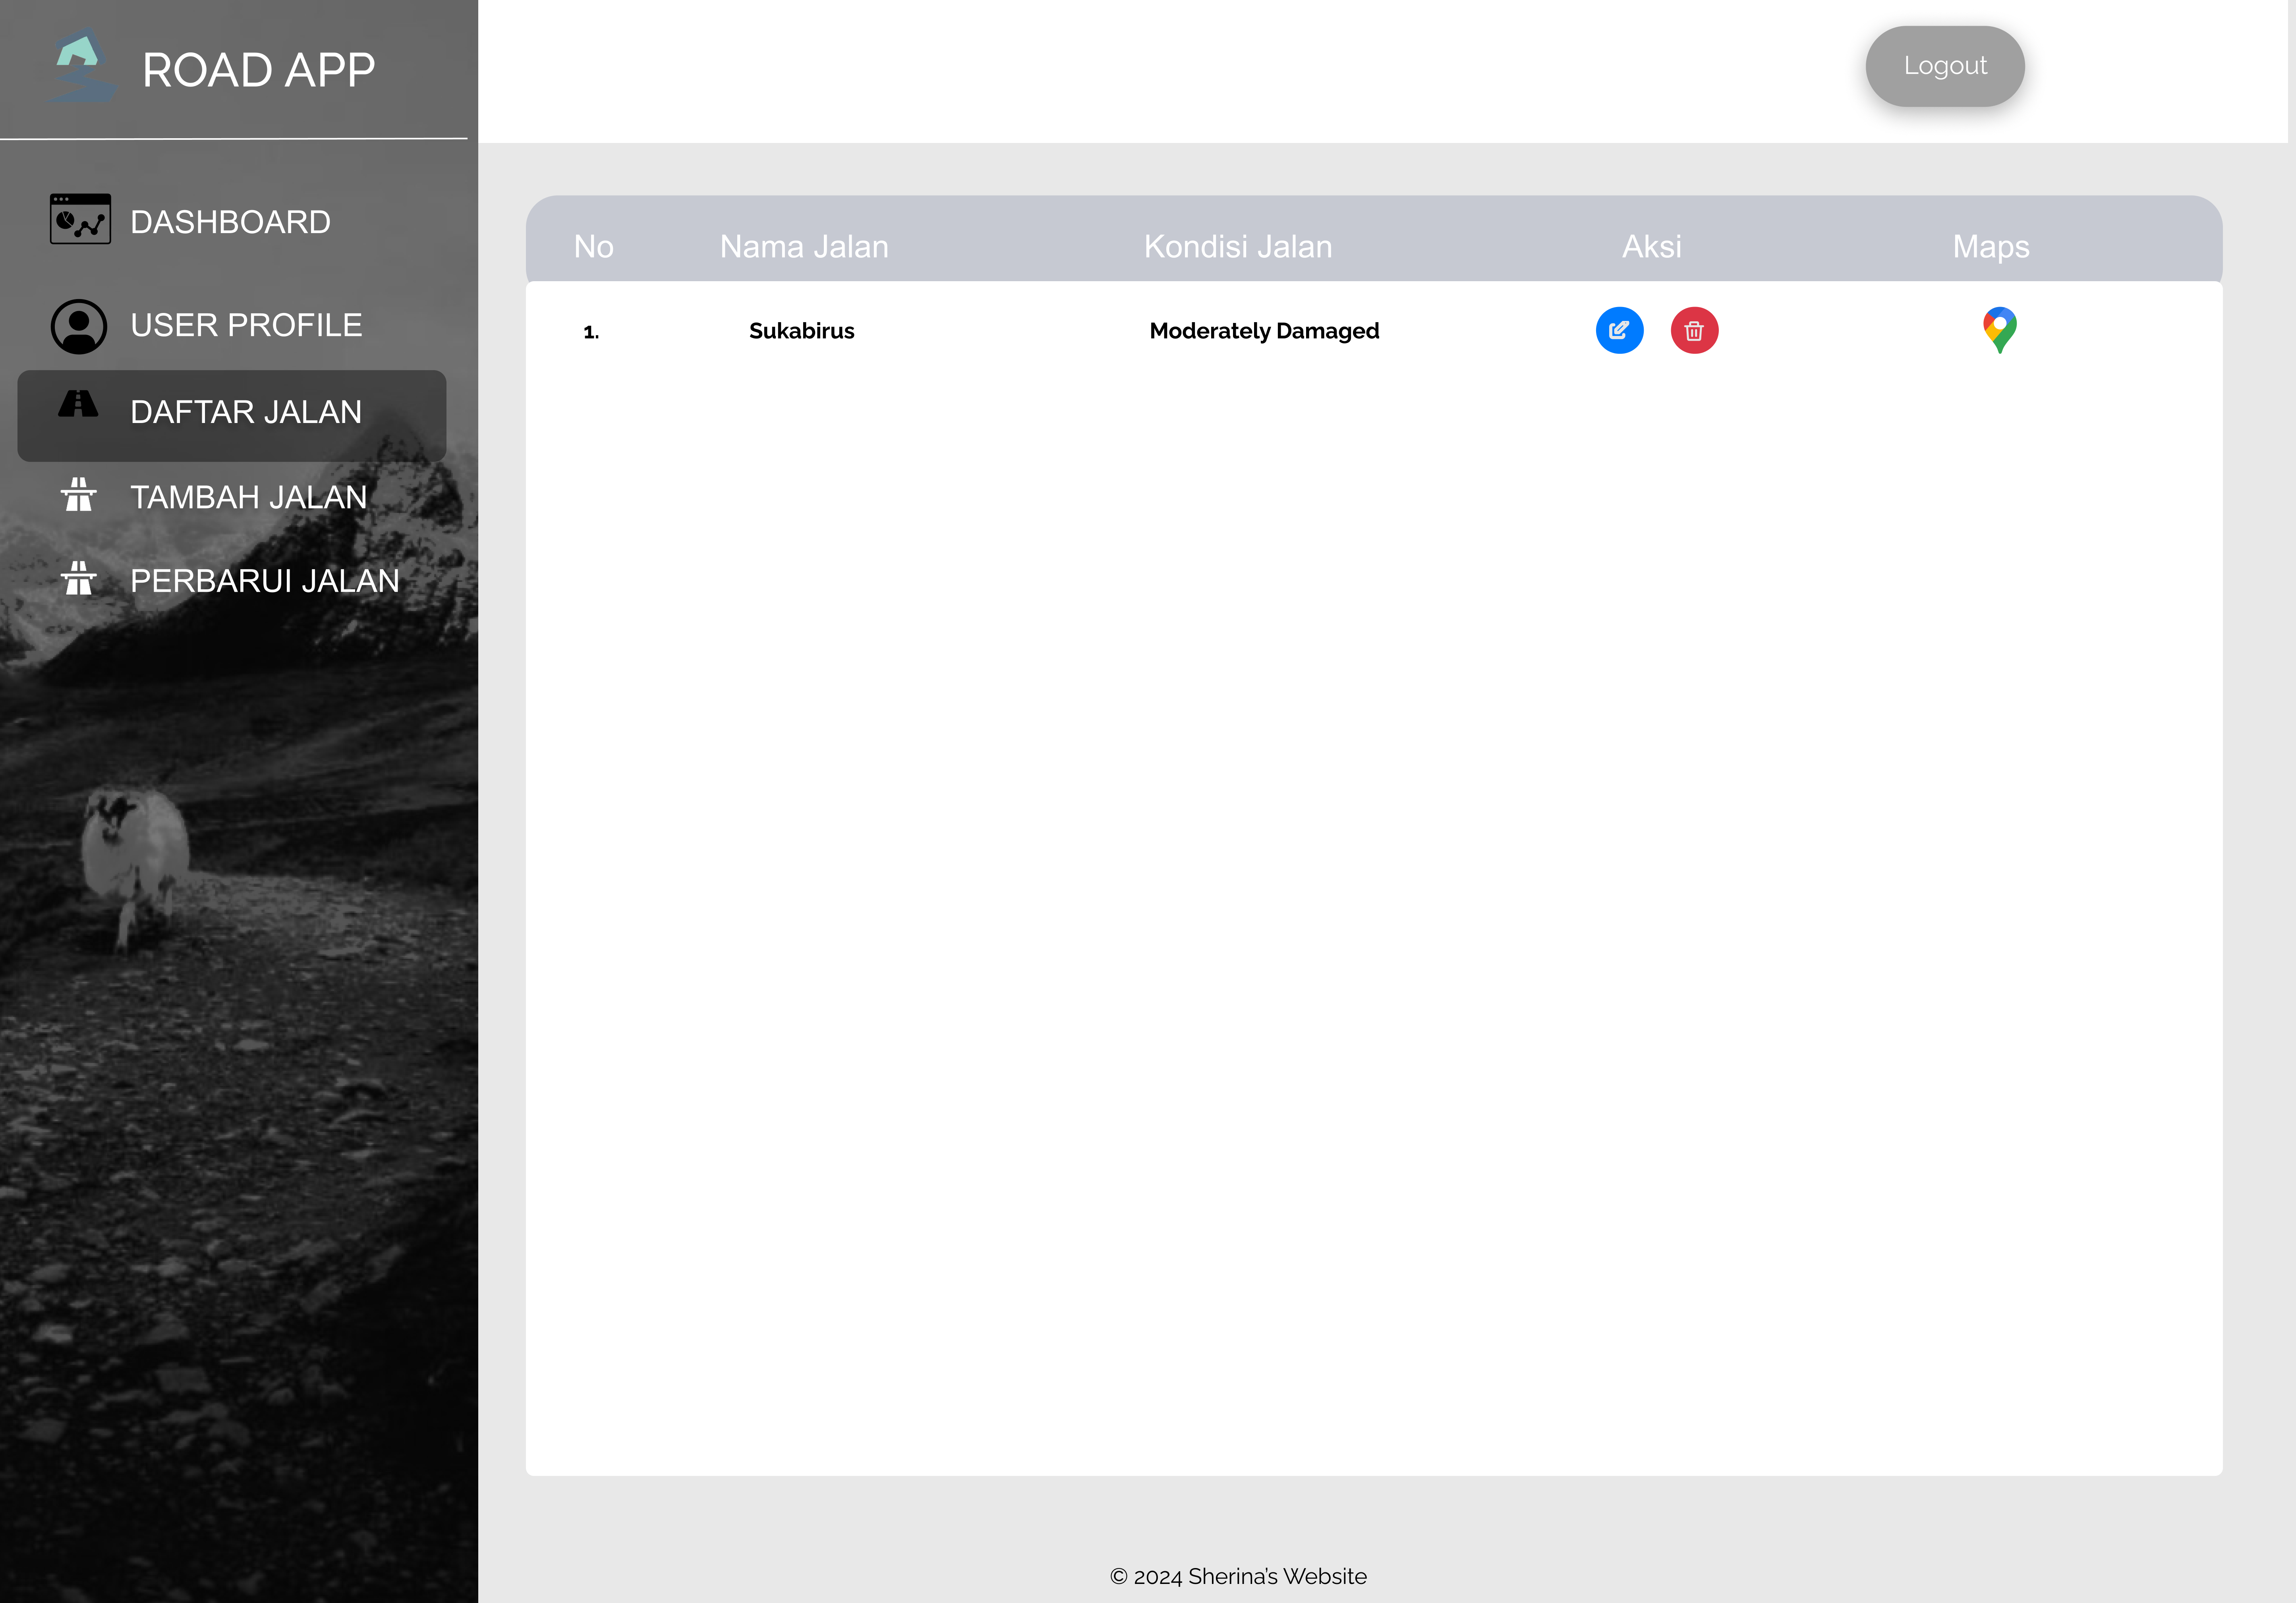 ROAD APP
Logout
DASHBOARD
USER PROFILE
DAFTAR JALAN
TAMBAH JALAN
PERBARUI JALAN
No Nama Jalan Kondisi Jalan Aksi Maps
1. Sukabirus Moderately Damaged
© 2024 Sherina's Website